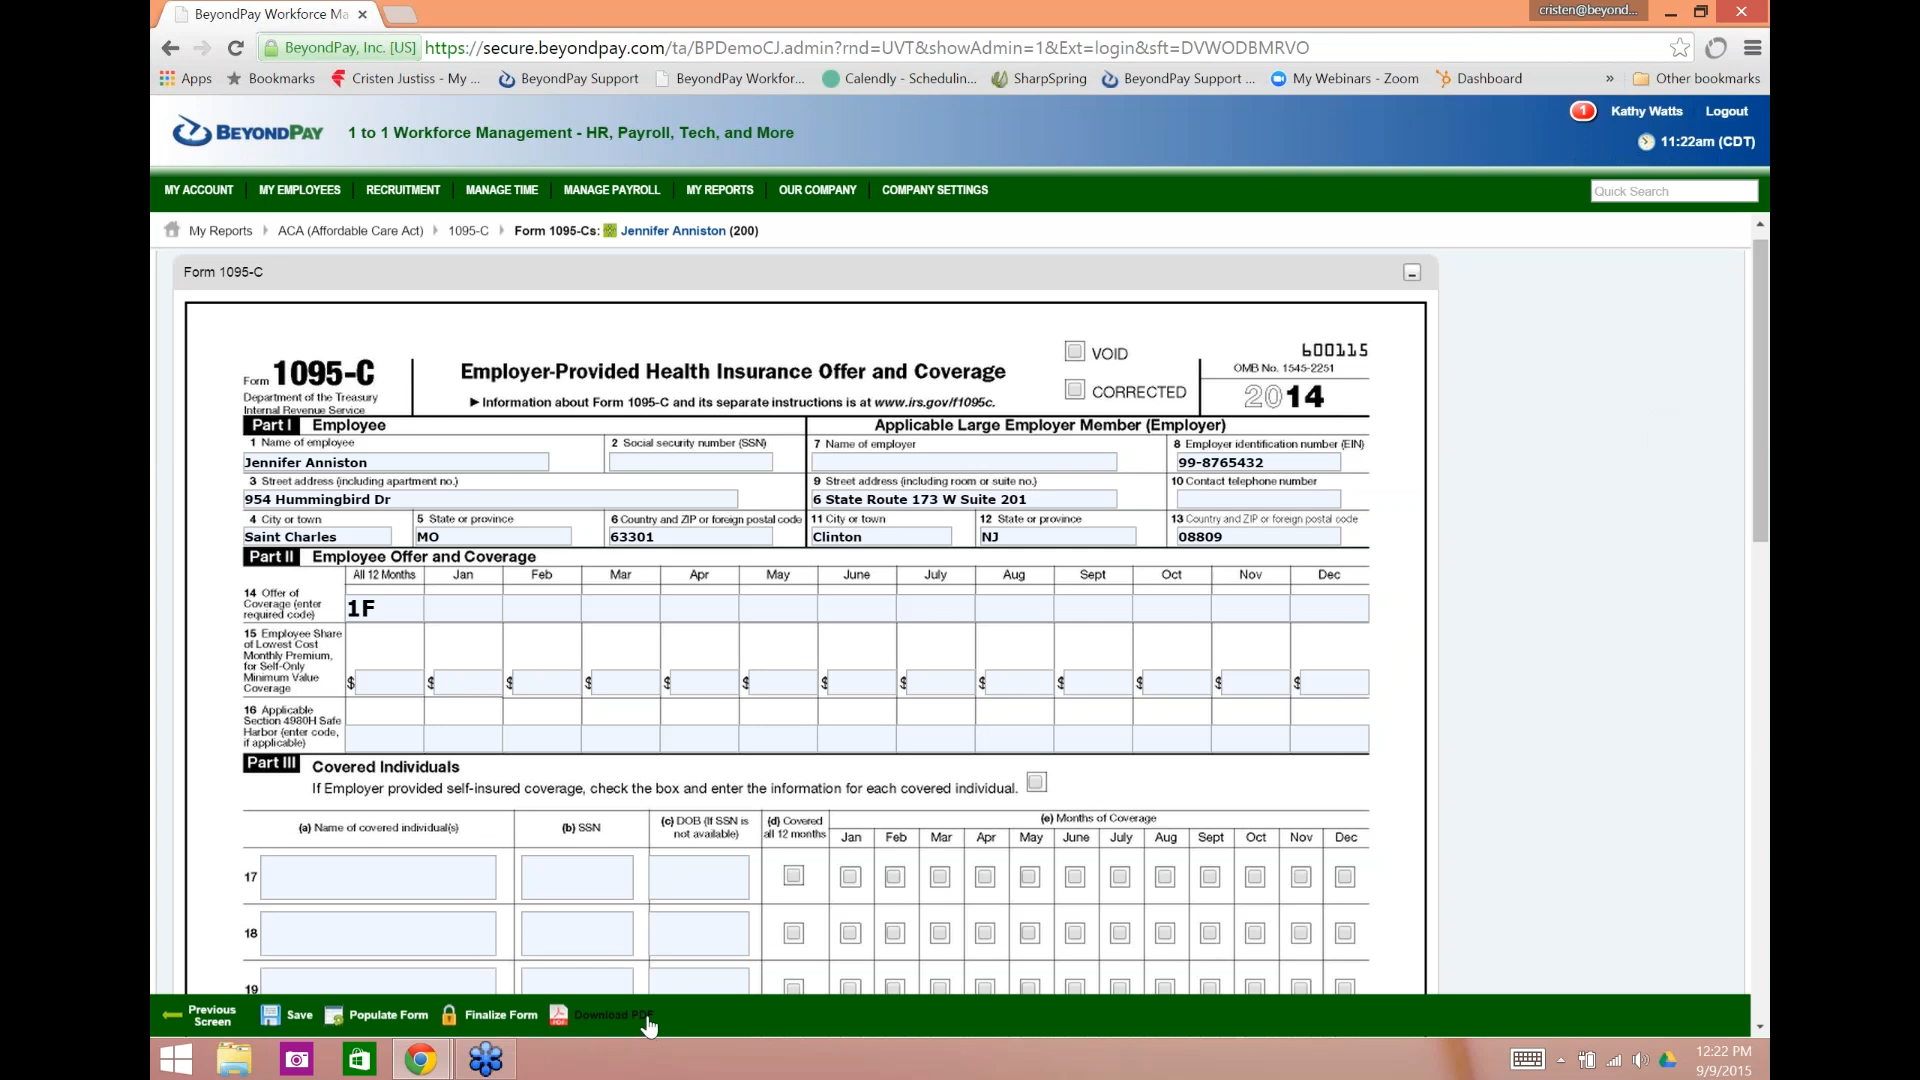 BeyondPay Workforce Ma
cristen@beyond...
BeyondPay, Inc. [US] https://secure.beyondpay.com/ta/BPDemoCJ.admin?rnd=UVT&showAdmin=1&Ext=login&sft=DVWODBMRVO
Apps Bookmarks Cristen Justiss - My ... BeyondPay Support BeyondPay Workfor... Calendly - Schedulin... SharpSpring BeyondPay Support ... My Webinars - Zoom Dashboard » Other bookmarks
1 Kathy Watts Logout
BEYONDPAY 1 to 1 Workforce Management - HR, Payroll, Tech, and More
11:22am (CDT)
MY ACCOUNT MY EMPLOYEES RECRUITMENT MANAGE TIME MANAGE PAYROLL MY REPORTS OUR COMPANY COMPANY SETTINGS Quick Search
My Reports ACA (Affordable Care Act) 1095-C Form 1095-Cs: Jennifer Anniston (200)
Form 1095-C
VOID 600115
Form 1095-C Employer-Provided Health Insurance Offer and Coverage OMB No. 1545-2251
Department of the Treasury
Internal Revenue Service
▶ Information about Form 1095-C and its separate instructions is at www.irs.gov/f1095c.
CORRECTED 2014
Part I Employee Applicable Large Employer Member (Employer)
1 Name of employee 2 Social security number (SSN) 7 Name of employer 8 Employer identification number (EIN)
Jennifer Anniston 99-8765432
3 Street address (including apartment no.) 9 Street address (including room or suite no.) 10 Contact telephone number
954 Hummingbird Dr 6 State Route 173 W Suite 201
4 City or town 5 State or province 6 Country and ZIP or foreign postal code 11 City or town 12 State or province 13 Country and ZIP or foreign postal code
Saint Charles MO 63301 Clinton NJ 08809
Part II Employee Offer and Coverage
All 12 Months Jan Feb Mar Apr May June July Aug Sept Oct Nov Dec
14 Offer of
Coverage (enter
required code)
1F
15 Employee Share
of Lowest Cost
Monthly Premium,
for Self-Only
Minimum Value
Coverage
$ $ $ $ $ $ $ $ $ $ $ $ $
16 Applicable
Section 4980H Safe
Harbor (enter code,
if applicable)
Part III Covered Individuals
If Employer provided self-insured coverage, check the box and enter the information for each covered individual.
(a) Name of covered individual(s) (b) SSN (c) DOB (If SSN is
not available)
(d) Covered
all 12 months
(e) Months of Coverage
Jan Feb Mar Apr May June July Aug Sept Oct Nov Dec
17
18
19
Previous
Screen
Save Populate Form Finalize Form Download PDF
12:22 PM
9/9/2015